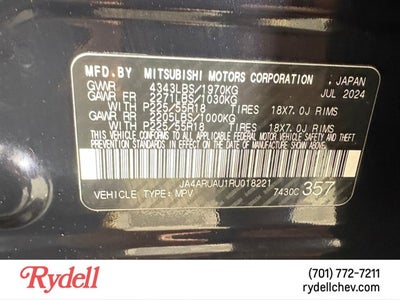 MFD.BY MITSUBISHI MOTORS CORPORATION JAPAN
GVWR 4343LBS/1970KG JUL 2024
GAWR FR 2271LBS/1030KG
WITH P225/55R18 TIRES 18X7.0J RIMS
GAWR RR 2205LBS/1000KG
WITH P225/55R18 TIRES 18X7.0J RIMS
THIS VEHICLE CONFORMS TO ALL APPLICABLE FEDERAL MOTOR VEHICLE SAFETY
AND THEFT PREVENTION STANDARDS IN EFFECT ON THE DATE OF MANUFACTURE SHOWN ABOVE.
JA4ARUAU1RU018221
VEHICLE TYPE: MPV 7430C 357
Rydell
(701) 772-7211
rydellchev.com